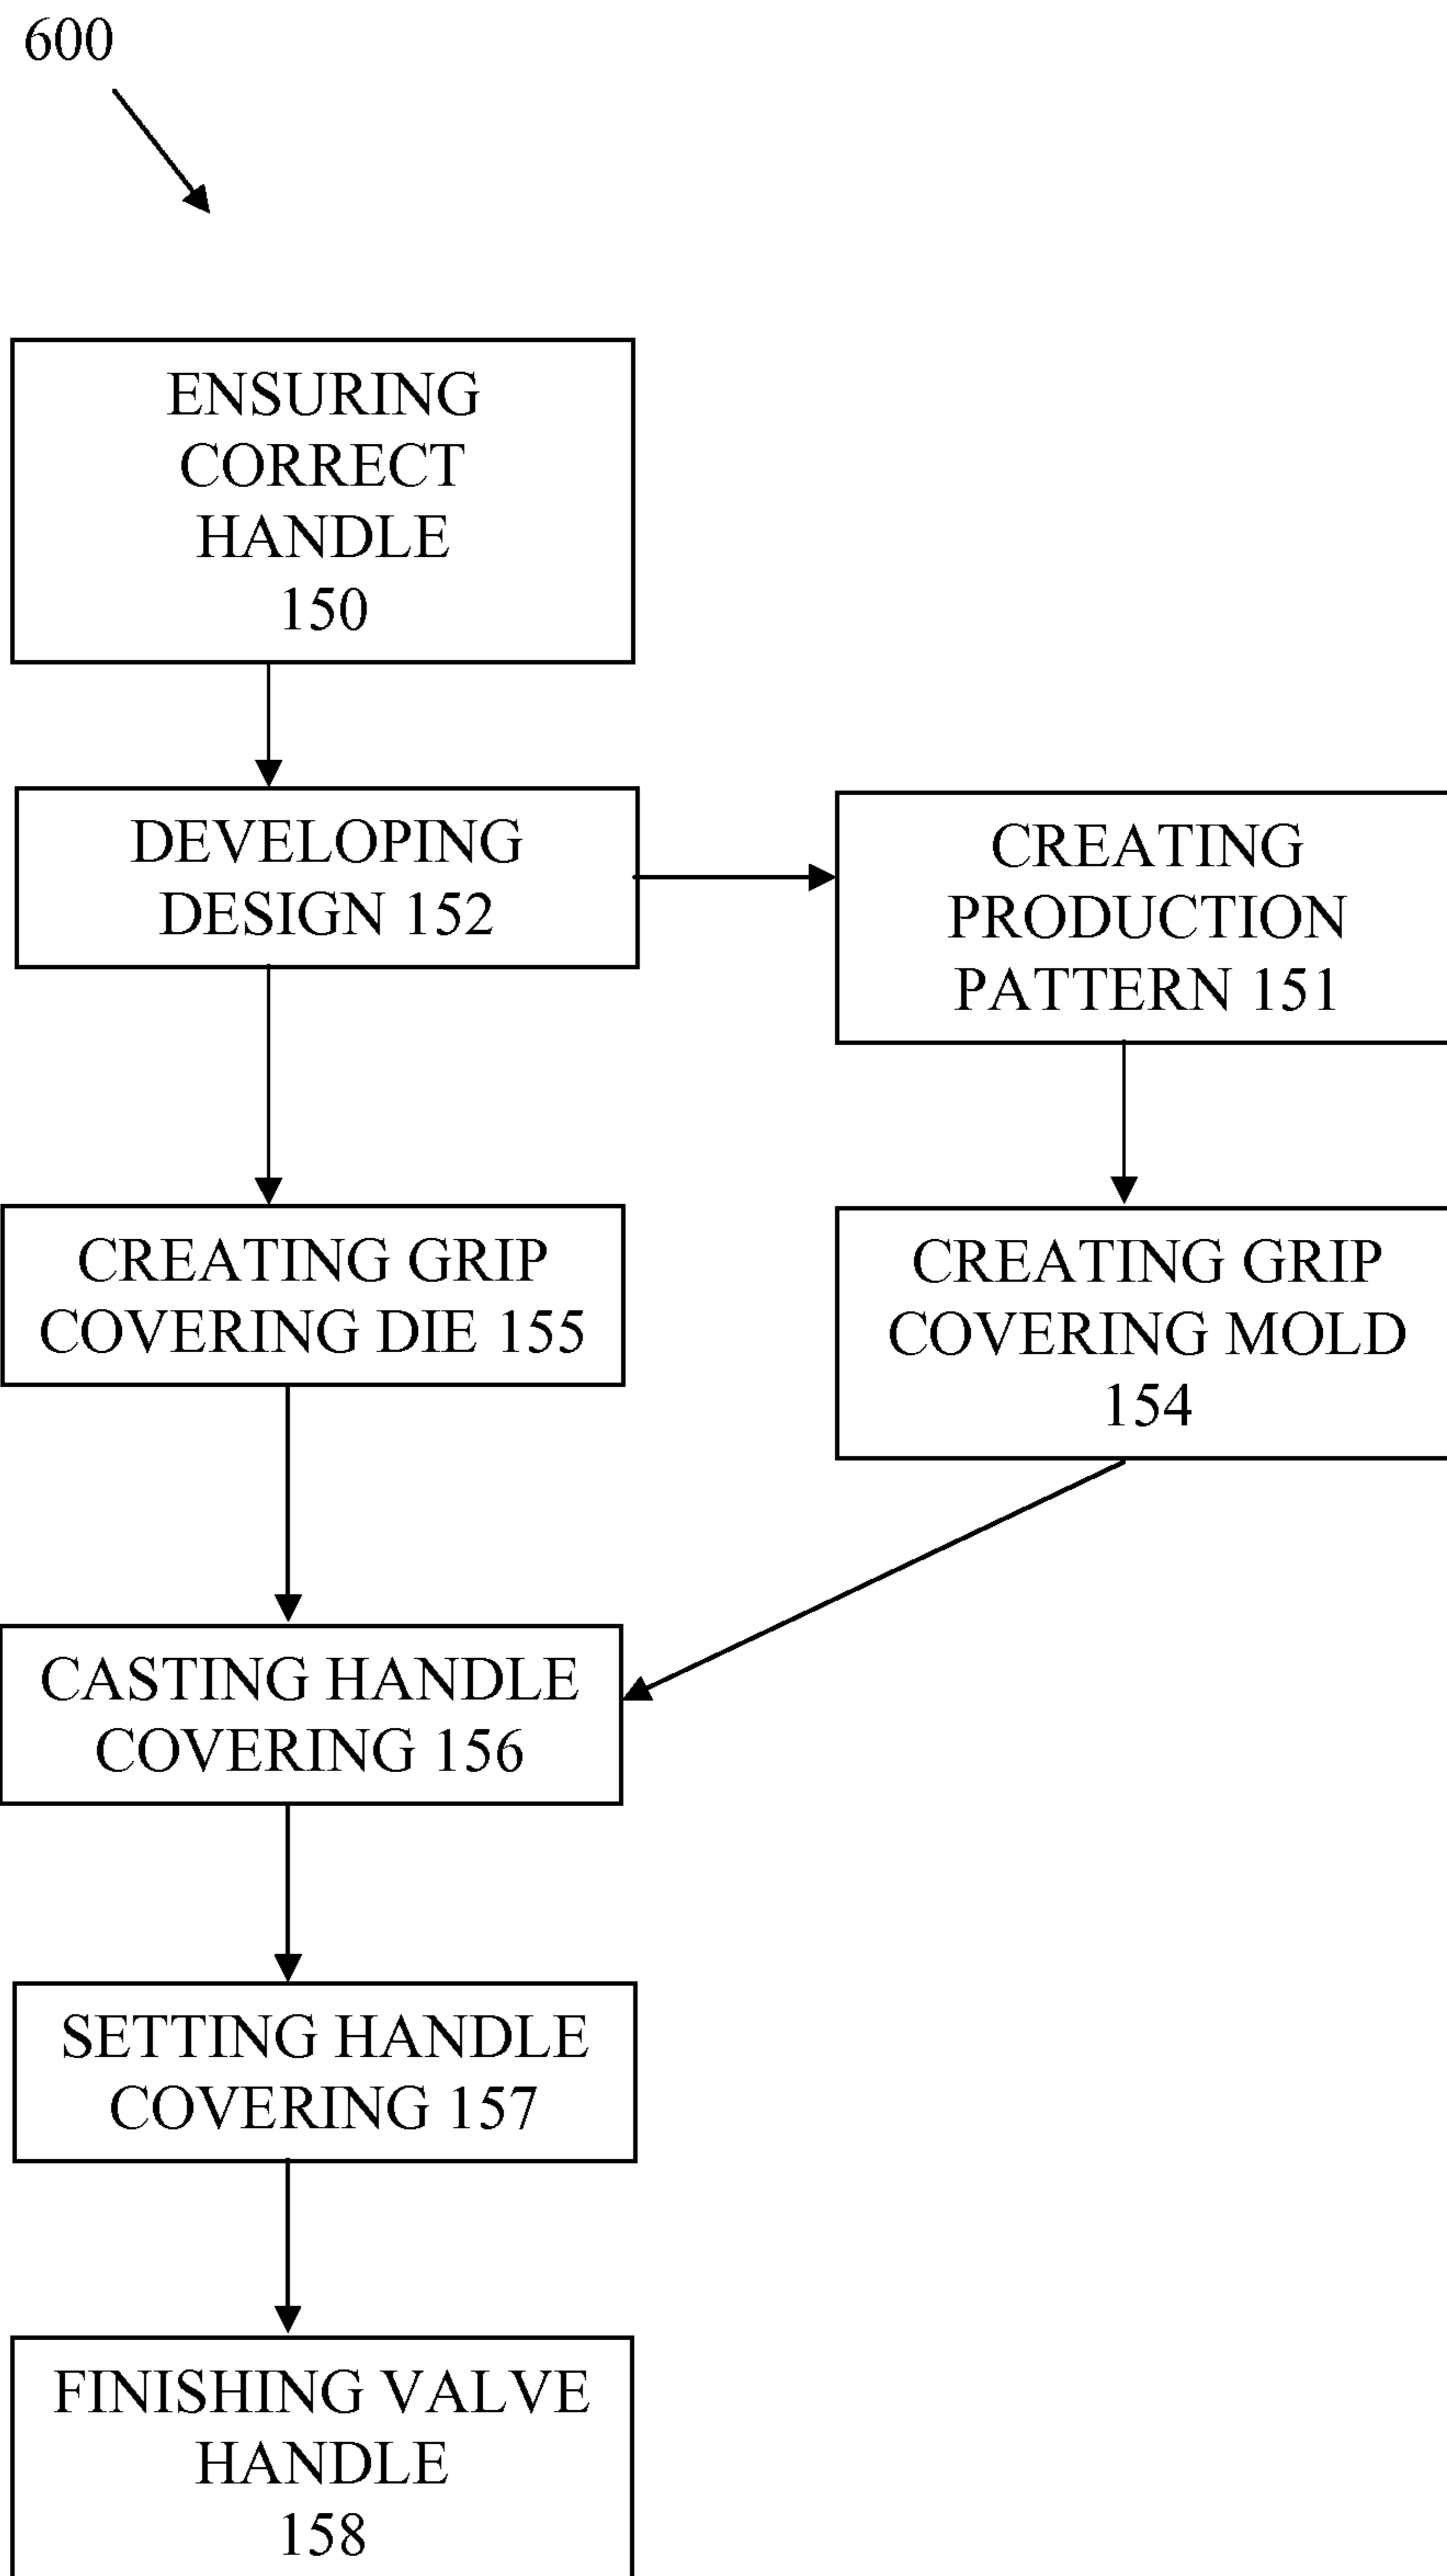 600
ENSURING
CORRECT
HANDLE
150
DEVELOPING
DESIGN 152
CREATING
PRODUCTION
PATTERN 151
CREATING GRIP
COVERING DIE 155
CREATING GRIP
COVERING MOLD
154
CASTING HANDLE
COVERING 156
SETTING HANDLE
COVERING 157
FINISHING VALVE
HANDLE
158